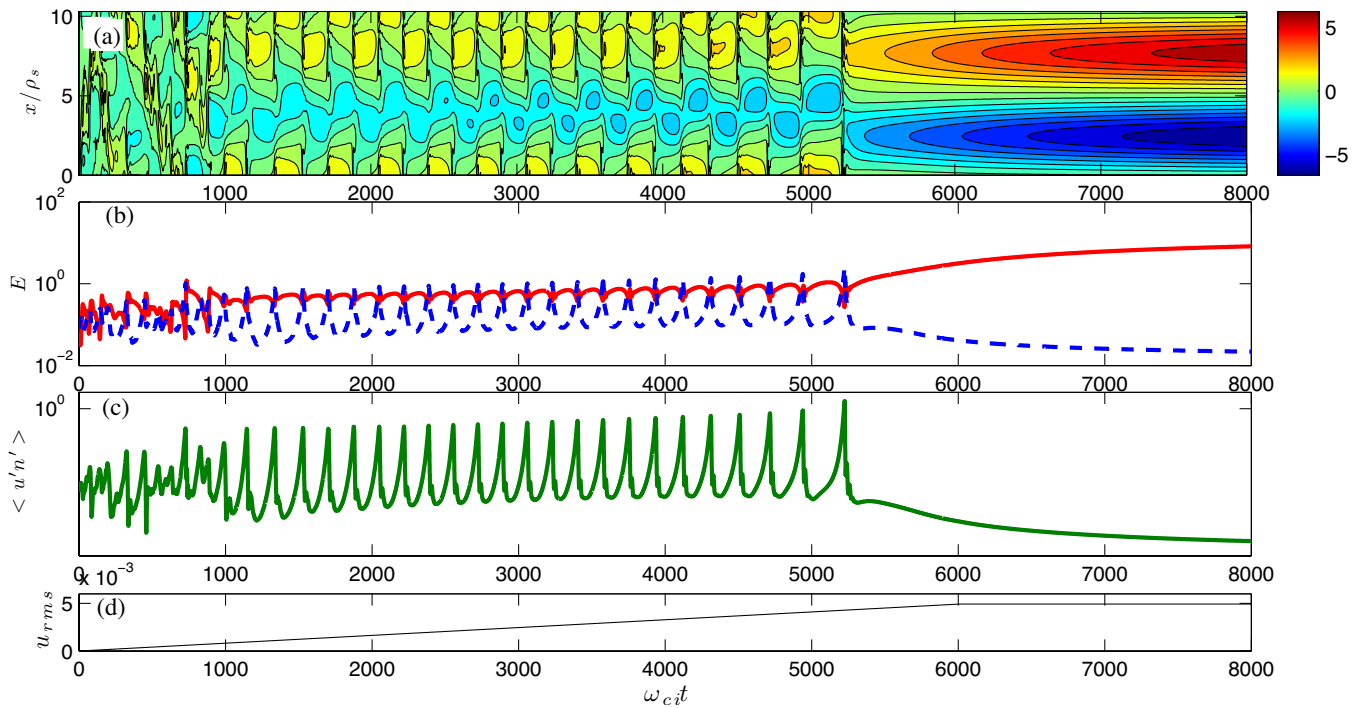 (a)
x/ρ_s
10
5
0
1000 2000 3000 4000 5000 6000 7000 8000
5
0
−5
(b)
E
10^2
10^0
10^-2
0 1000 2000 3000 4000 5000 6000 7000 8000
(c)
< u'n' >
10^0
0 1000 2000 3000 4000 5000 6000 7000 8000
x 10^-3
(d)
u_rms
5
0
0 1000 2000 3000 4000 5000 6000 7000 8000
ω_ci t